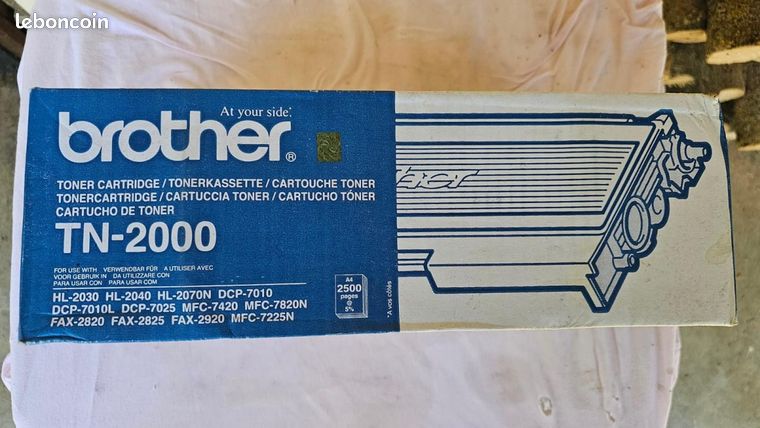 leboncoin
At your side.
brother®
TONER CARTRIDGE / TONERKASSETTE / CARTOUCHE TONER
TONERCARTRIDGE / CARTUCCIA TONER / CARTUCHO TÓNER
CARTUCHO DE TONER
TN-2000
FOR USE WITH VERWENDBAR FÜR A UTILISER AVEC
VOOR GEBRUIK IN DA UTILIZZARE CON
PARA USAR CON PARA USAR COM
HL-2030 HL-2040 HL-2070N DCP-7010
DCP-7010L DCP-7025 MFC-7420 MFC-7820N
FAX-2820 FAX-2825 FAX-2920 MFC-7225N
A4
2500
pages
@
5%
*A vos côtés